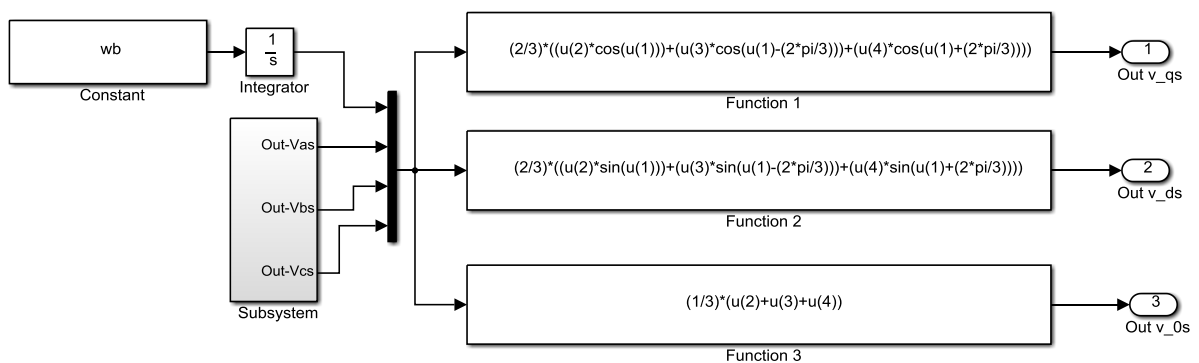 wb
Constant
1
s
Integrator
Out-Vas
Out-Vbs
Out-Vcs
Subsystem
(2/3)*((u(2)*cos(u(1)))+(u(3)*cos(u(1)-(2*pi/3)))+(u(4)*cos(u(1)+(2*pi/3))))
Function 1
1
Out v_qs
(2/3)*((u(2)*sin(u(1)))+(u(3)*sin(u(1)-(2*pi/3)))+(u(4)*sin(u(1)+(2*pi/3))))
Function 2
2
Out v_ds
(1/3)*(u(2)+u(3)+u(4))
Function 3
3
Out v_0s